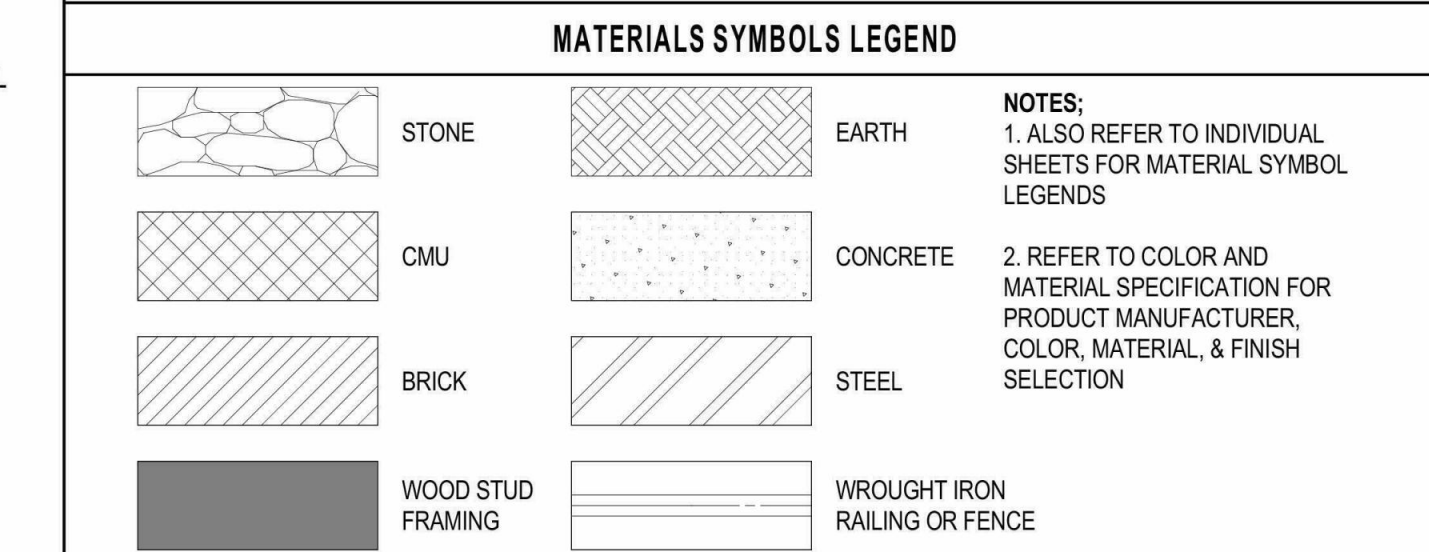 MATERIALS SYMBOLS LEGEND
STONE
CMU
BRICK
WOOD STUD
FRAMING
EARTH
CONCRETE
STEEL
WROUGHT IRON
RAILING OR FENCE
NOTES;
1. ALSO REFER TO INDIVIDUAL
SHEETS FOR MATERIAL SYMBOL
LEGENDS
2. REFER TO COLOR AND
MATERIAL SPECIFICATION FOR
PRODUCT MANUFACTURER,
COLOR, MATERIAL, & FINISH
SELECTION